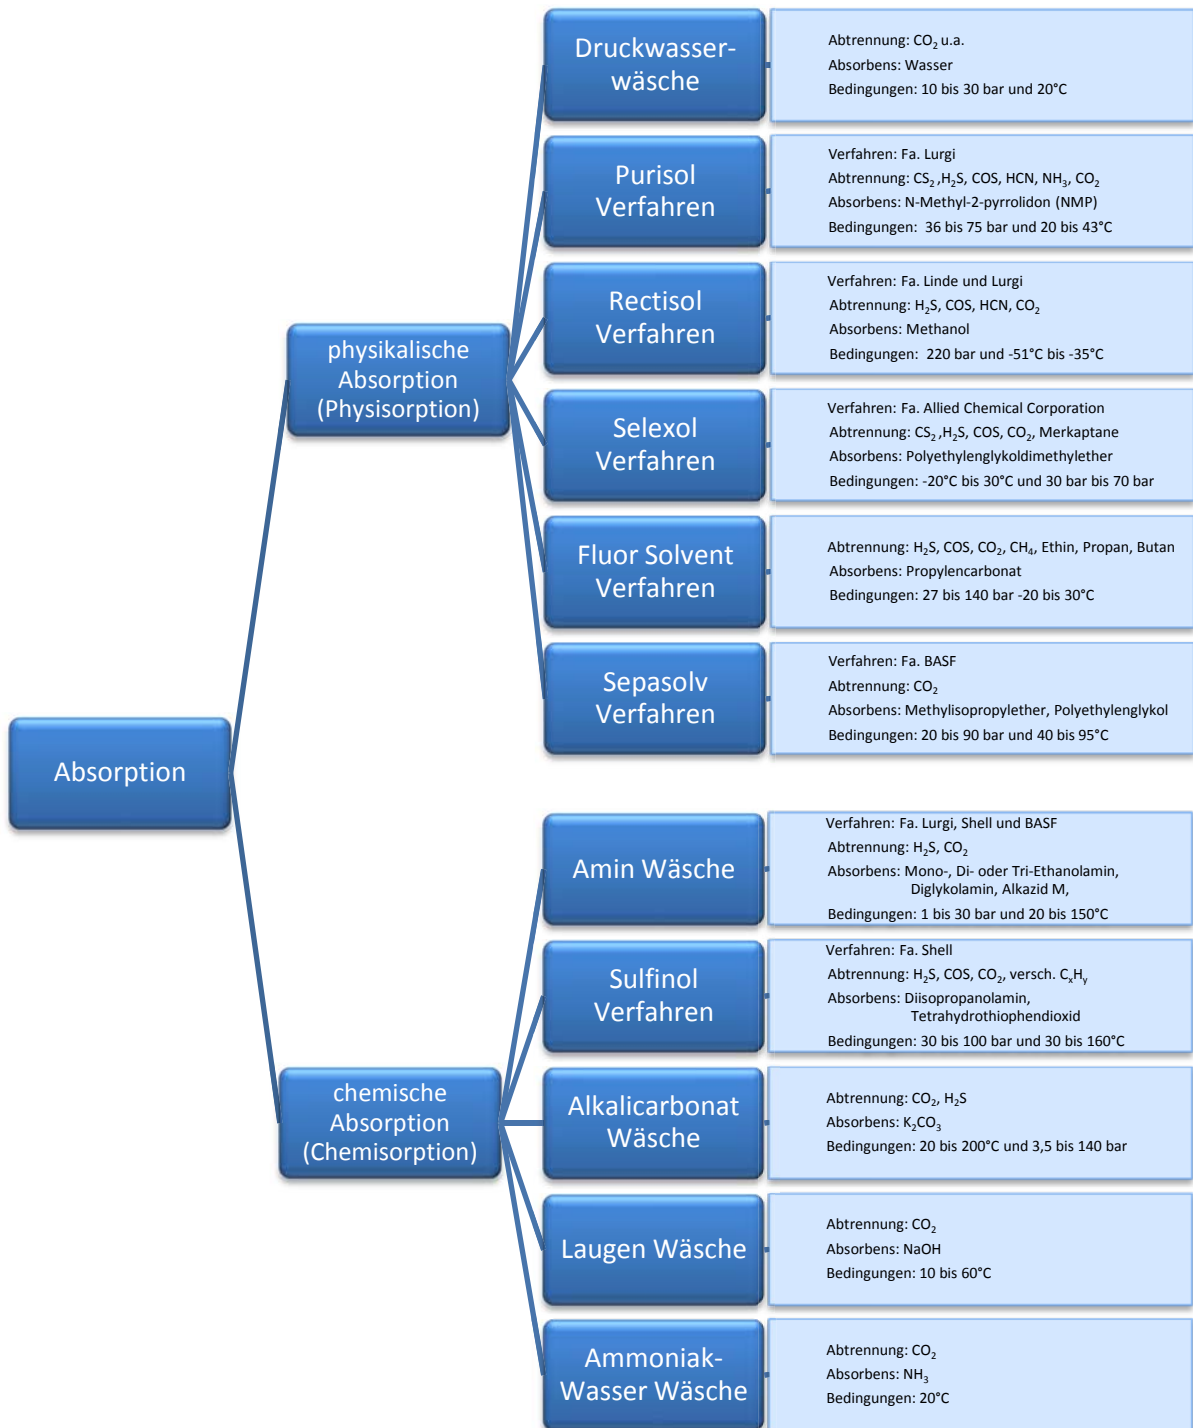 Absorption
physikalische
Absorption
(Physisorption)
Druckwasser-
wäsche
Abtrennung: CO₂ u.a.
Absorbens: Wasser
Bedingungen: 10 bis 30 bar und 20°C
Purisol
Verfahren
Verfahren: Fa. Lurgi
Abtrennung: CS₂ ,H₂S, COS, HCN, NH₃, CO₂
Absorbens: N-Methyl-2-pyrrolidon (NMP)
Bedingungen: 36 bis 75 bar und 20 bis 43°C
Rectisol
Verfahren
Verfahren: Fa. Linde und Lurgi
Abtrennung: H₂S, COS, HCN, CO₂
Absorbens: Methanol
Bedingungen: 220 bar und -51°C bis -35°C
Selexol
Verfahren
Verfahren: Fa. Allied Chemical Corporation
Abtrennung: CS₂ ,H₂S, COS, CO₂, Merkaptane
Absorbens: Polyethylenglykoldimethylether
Bedingungen: -20°C bis 30°C und 30 bar bis 70 bar
Fluor Solvent
Verfahren
Abtrennung: H₂S, COS, CO₂, CH₄, Ethin, Propan, Butan
Absorbens: Propylencarbonat
Bedingungen: 27 bis 140 bar -20 bis 30°C
Sepasolv
Verfahren
Verfahren: Fa. BASF
Abtrennung: CO₂
Absorbens: Methylisopropylether, Polyethylenglykol
Bedingungen: 20 bis 90 bar und 40 bis 95°C
chemische
Absorption
(Chemisorption)
Amin Wäsche
Verfahren: Fa. Lurgi, Shell und BASF
Abtrennung: H₂S, CO₂
Absorbens: Mono-, Di- oder Tri-Ethanolamin,
Diglykolamin, Alkazid M,
Bedingungen: 1 bis 30 bar und 20 bis 150°C
Sulfinol
Verfahren
Verfahren: Fa. Shell
Abtrennung: H₂S, COS, CO₂, versch. CₓHᵧ
Absorbens: Diisopropanolamin,
Tetrahydrothiophendioxid
Bedingungen: 30 bis 100 bar und 30 bis 160°C
Alkalicarbonat
Wäsche
Abtrennung: CO₂, H₂S
Absorbens: K₂CO₃
Bedingungen: 20 bis 200°C und 3,5 bis 140 bar
Laugen Wäsche
Abtrennung: CO₂
Absorbens: NaOH
Bedingungen: 10 bis 60°C
Ammoniak-
Wasser Wäsche
Abtrennung: CO₂
Absorbens: NH₃
Bedingungen: 20°C